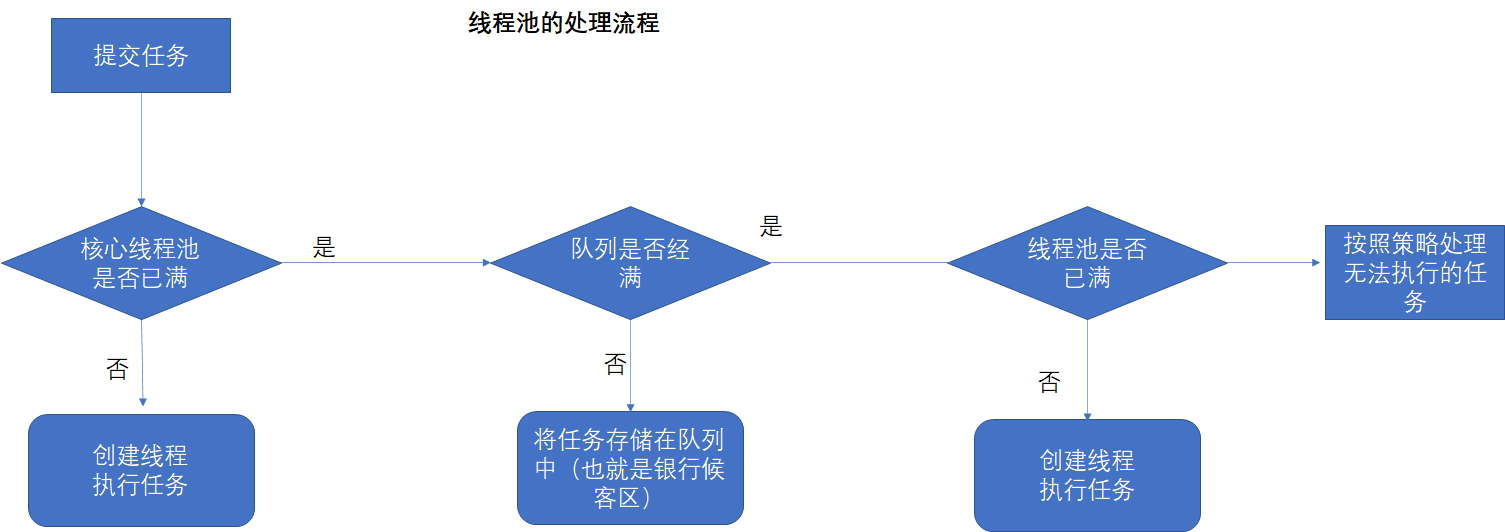 线程池的处理流程
提交任务
核心线程池
是否已满
是
队列是否经
满
是
线程池是否
已满
按照策略处理
无法执行的任
务
否
创建线程
执行任务
否
将任务存储在队列
中（也就是银行候
客区）
否
创建线程
执行任务